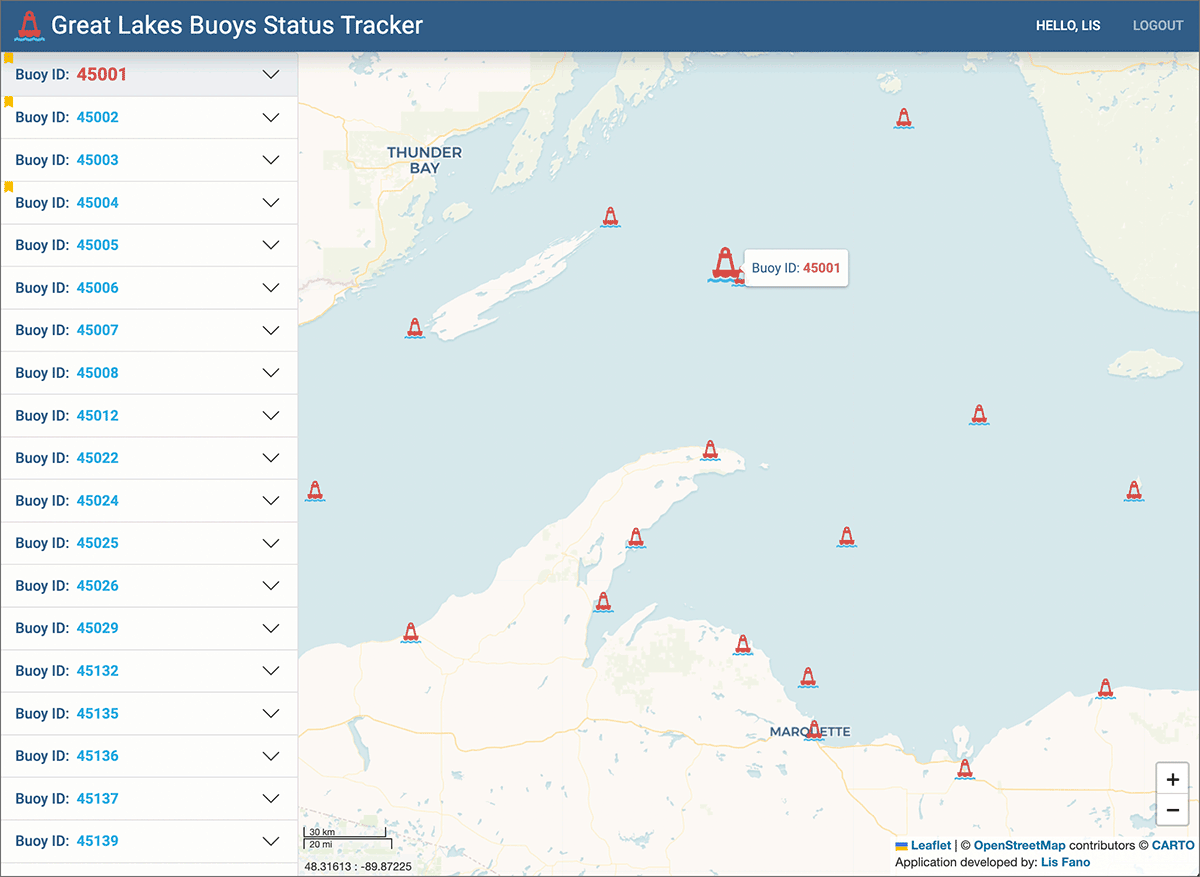 Great Lakes Buoys Status Tracker
HELLO, LIS LOGOUT
Buoy ID: 45001
Buoy ID: 45002
Buoy ID: 45003
Buoy ID: 45004
Buoy ID: 45005
Buoy ID: 45006
Buoy ID: 45007
Buoy ID: 45008
Buoy ID: 45012
Buoy ID: 45022
Buoy ID: 45024
Buoy ID: 45025
Buoy ID: 45026
Buoy ID: 45029
Buoy ID: 45132
Buoy ID: 45135
Buoy ID: 45136
Buoy ID: 45137
Buoy ID: 45139
THUNDER
BAY
Buoy ID: 45001
MARQUETTE
+
−
30 km
20 mi
48.31613 : -89.87225
Leaflet | © OpenStreetMap contributors © CARTO
Application developed by: Lis Fano